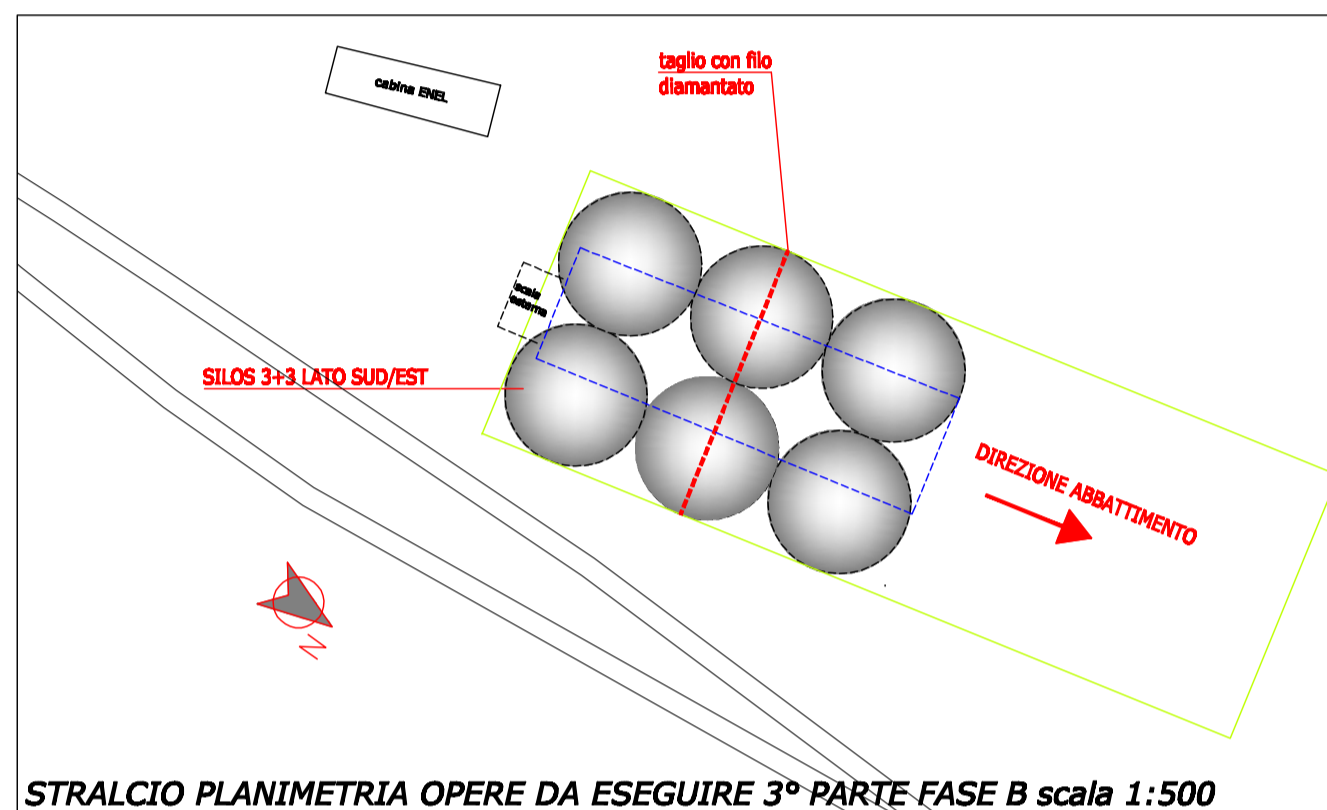 taglio con filo
diamantato
cabina ENEL
scala
esterna
SILOS 3+3 LATO SUD/EST
DIREZIONE ABBATTIMENTO
N
STRALCIO PLANIMETRIA OPERE DA ESEGUIRE 3° PARTE FASE B scala 1:500